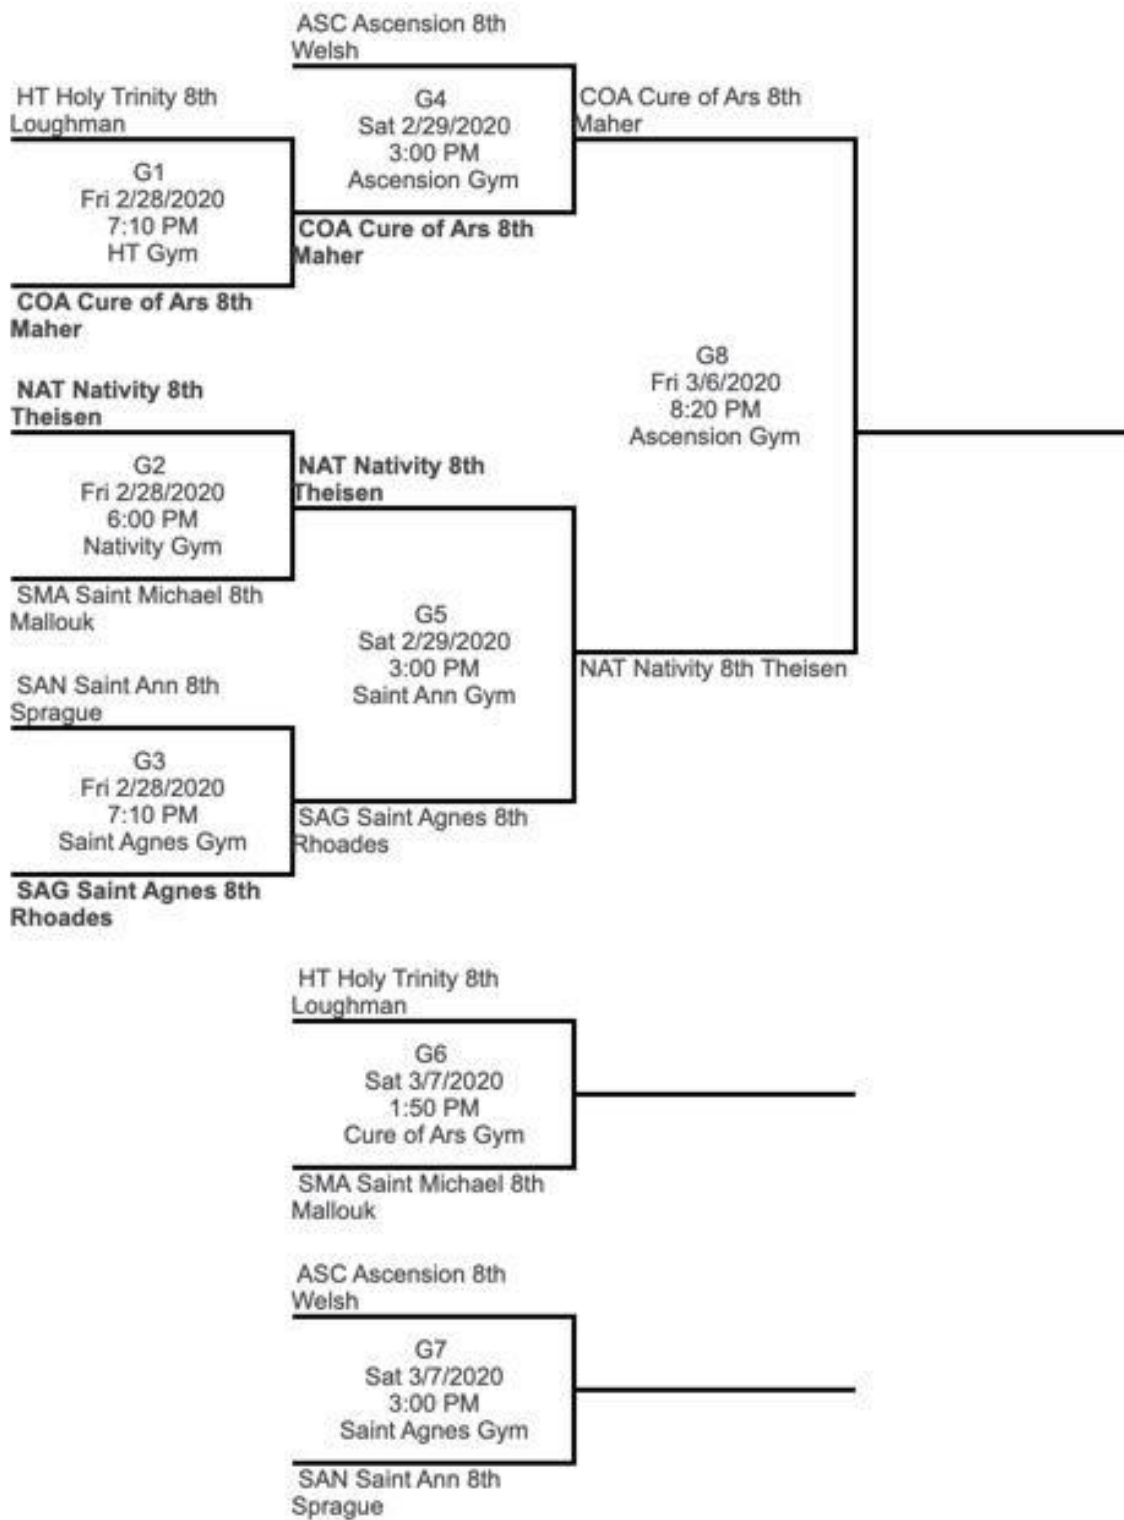 ASC Ascension 8th
Welsh
HT Holy Trinity 8th
Loughman
G4
Sat 2/29/2020
3:00 PM
Ascension Gym
COA Cure of Ars 8th
Maher
G1
Fri 2/28/2020
7:10 PM
HT Gym
COA Cure of Ars 8th
Maher
COA Cure of Ars 8th
Maher
G8
Fri 3/6/2020
8:20 PM
Ascension Gym
NAT Nativity 8th
Theisen
G2
Fri 2/28/2020
6:00 PM
Nativity Gym
NAT Nativity 8th
Theisen
SMA Saint Michael 8th
Mallouk
G5
Sat 2/29/2020
3:00 PM
Saint Ann Gym
NAT Nativity 8th Theisen
SAN Saint Ann 8th
Sprague
G3
Fri 2/28/2020
7:10 PM
Saint Agnes Gym
SAG Saint Agnes 8th
Rhoades
SAG Saint Agnes 8th
Rhoades
HT Holy Trinity 8th
Loughman
G6
Sat 3/7/2020
1:50 PM
Cure of Ars Gym
SMA Saint Michael 8th
Mallouk
ASC Ascension 8th
Welsh
G7
Sat 3/7/2020
3:00 PM
Saint Agnes Gym
SAN Saint Ann 8th
Sprague